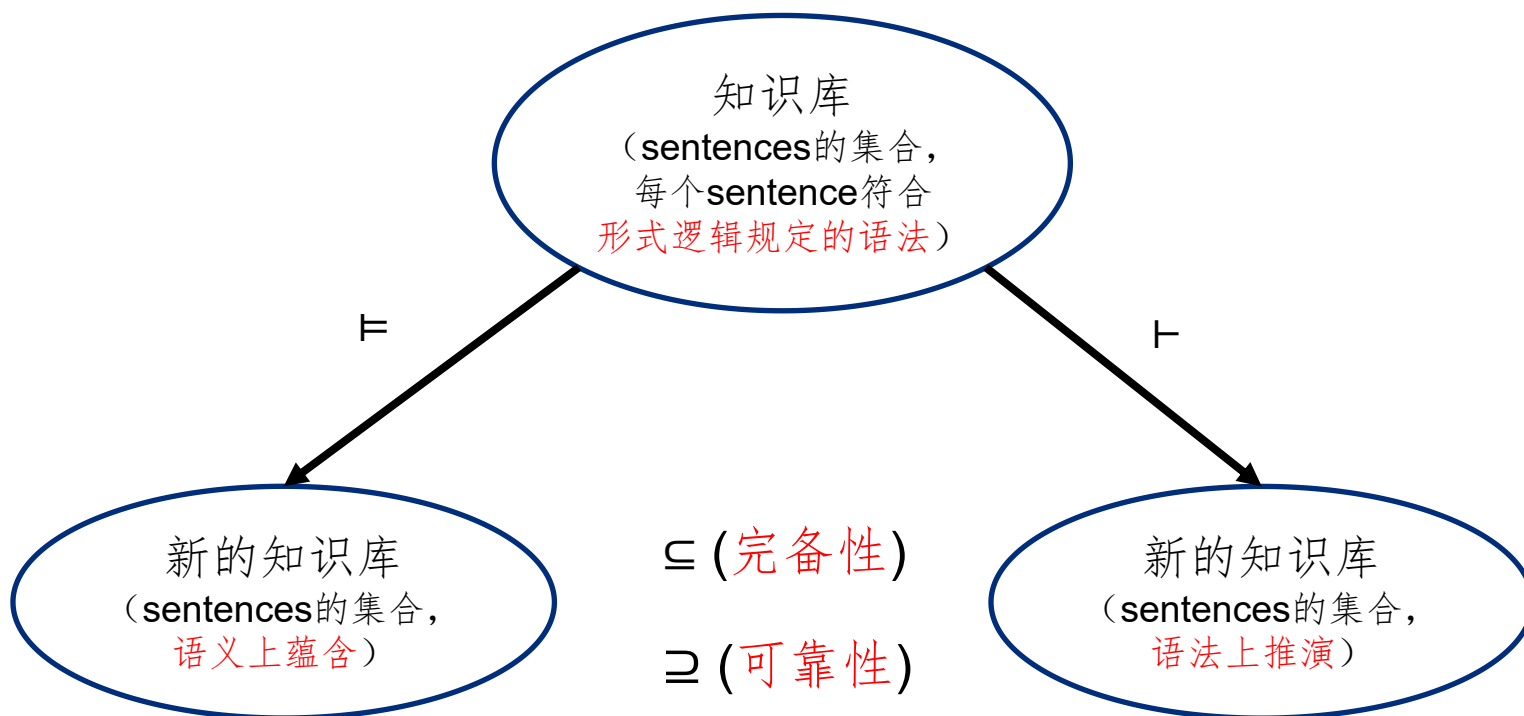 知识库
（sentences的集合，
每个sentence符合
形式逻辑规定的语法）
⊨
⊢
新的知识库
（sentences的集合，
语义上蕴含）
⊆ (完备性)
⊇ (可靠性)
新的知识库
（sentences的集合，
语法上推演）